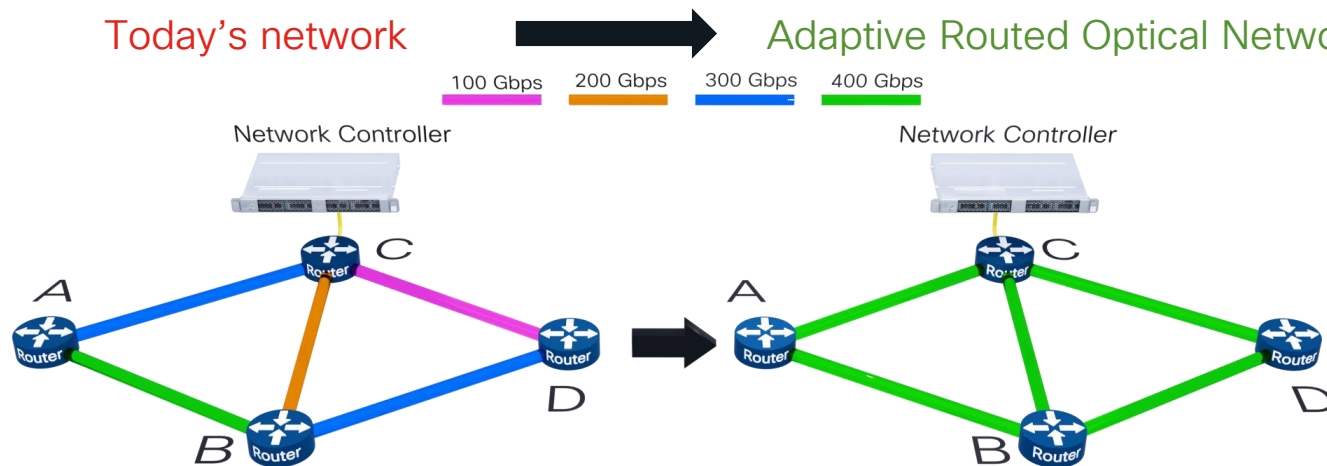 Today's network
Adaptive Routed Optical Netwo
100 Gbps
200 Gbps
300 Gbps
400 Gbps
Network Controller
Network Controller
C
Router
A
Router
B
Router
D
Router
C
Router
A
Router
B
Router
D
Router